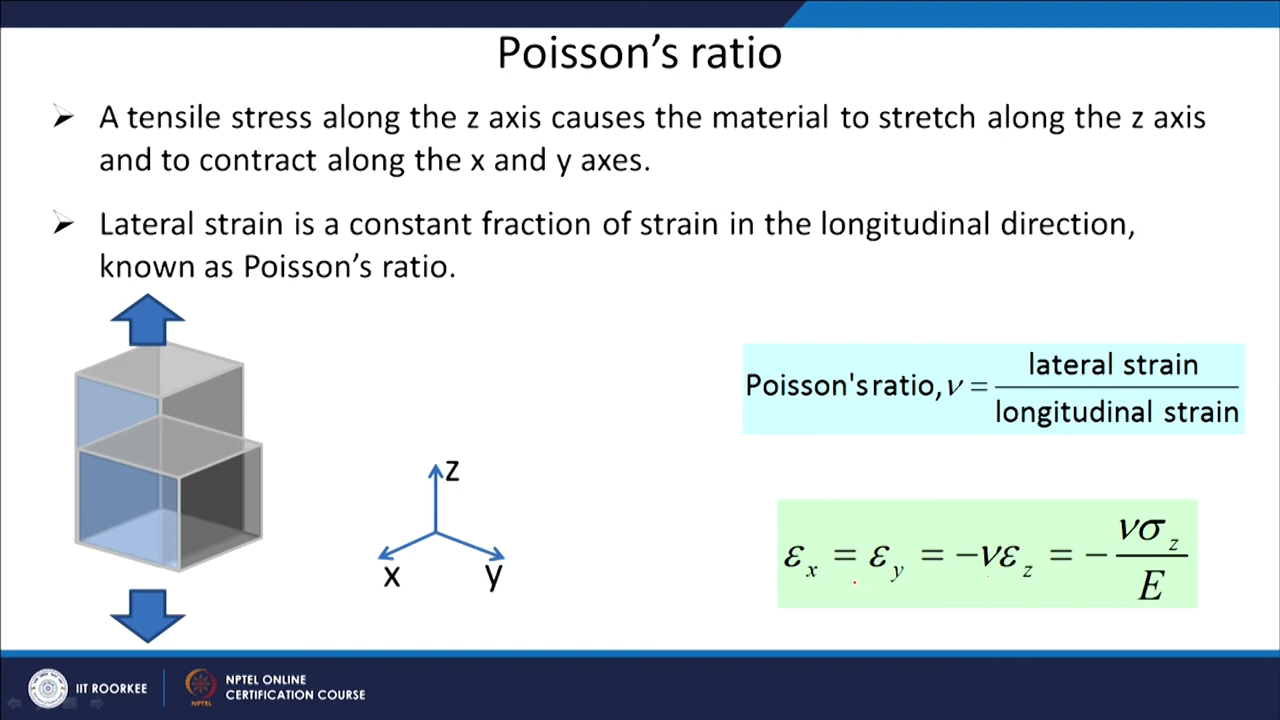 Poisson’s ratio
➢ A tensile stress along the z axis causes the material to stretch along the z axis
and to contract along the x and y axes.
➢ Lateral strain is a constant fraction of strain in the longitudinal direction,
known as Poisson’s ratio.
z
x
y
Poisson's ratio, ν = lateral strain / longitudinal strain
εx = εy = −νεz = − νσz / E
IIT ROORKEE
NPTEL
NPTEL ONLINE
CERTIFICATION COURSE